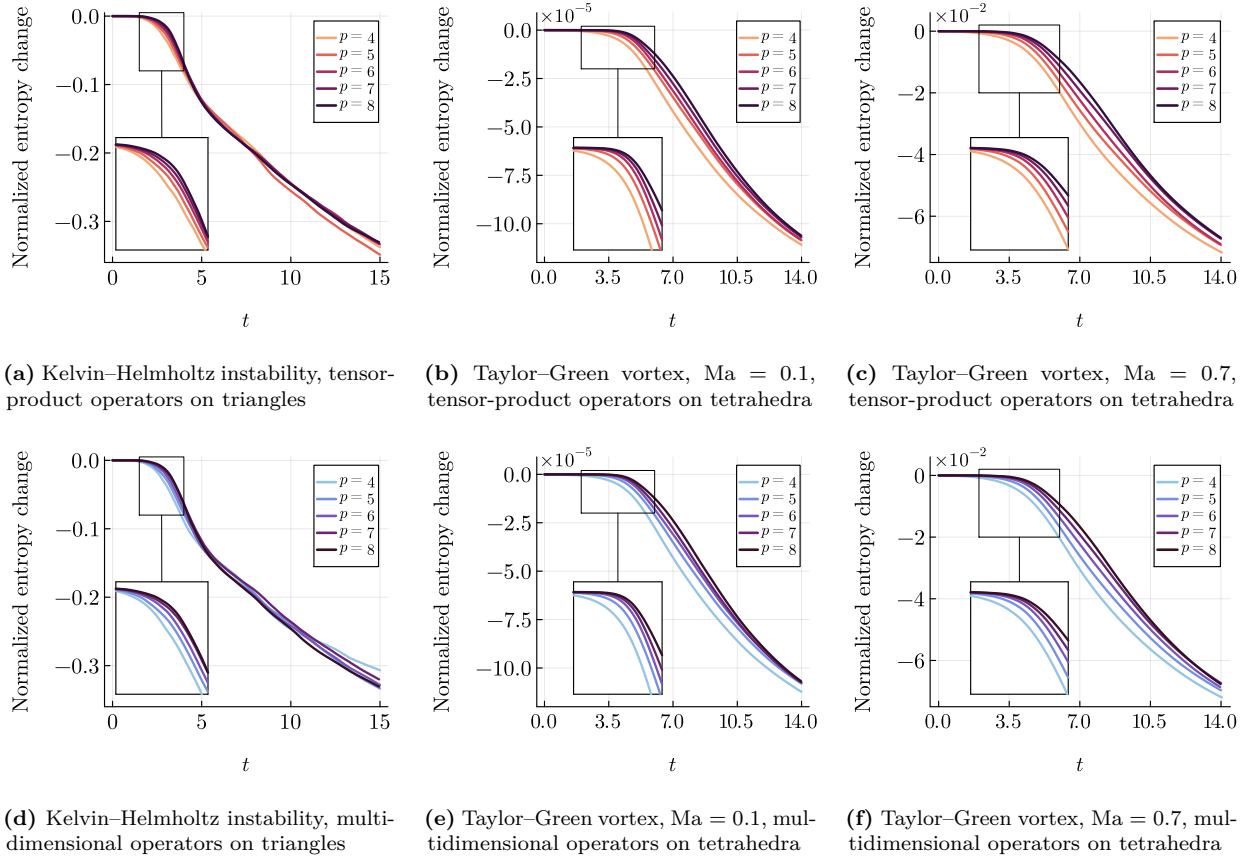 Normalized entropy change
0.0
−0.1
−0.2
−0.3
0
5
10
15
t
p = 4
p = 5
p = 6
p = 7
p = 8
(a) Kelvin–Helmholtz instability, tensor-
product operators on triangles
Normalized entropy change
×10−5
0.0
−2.5
−5.0
−7.5
−10.0
0.0
3.5
7.0
10.5
14.0
t
p = 4
p = 5
p = 6
p = 7
p = 8
(b) Taylor–Green vortex, Ma = 0.1,
tensor-product operators on tetrahedra
Normalized entropy change
×10−2
0
−2
−4
−6
0.0
3.5
7.0
10.5
14.0
t
p = 4
p = 5
p = 6
p = 7
p = 8
(c) Taylor–Green vortex, Ma = 0.7,
tensor-product operators on tetrahedra
Normalized entropy change
0.0
−0.1
−0.2
−0.3
0
5
10
15
t
p = 4
p = 5
p = 6
p = 7
p = 8
(d) Kelvin–Helmholtz instability, multi-
dimensional operators on triangles
Normalized entropy change
×10−5
0.0
−2.5
−5.0
−7.5
−10.0
0.0
3.5
7.0
10.5
14.0
t
p = 4
p = 5
p = 6
p = 7
p = 8
(e) Taylor–Green vortex, Ma = 0.1, mul-
tidimensional operators on tetrahedra
Normalized entropy change
×10−2
0
−2
−4
−6
0.0
3.5
7.0
10.5
14.0
t
p = 4
p = 5
p = 6
p = 7
p = 8
(f) Taylor–Green vortex, Ma = 0.7, mul-
tidimensional operators on tetrahedra